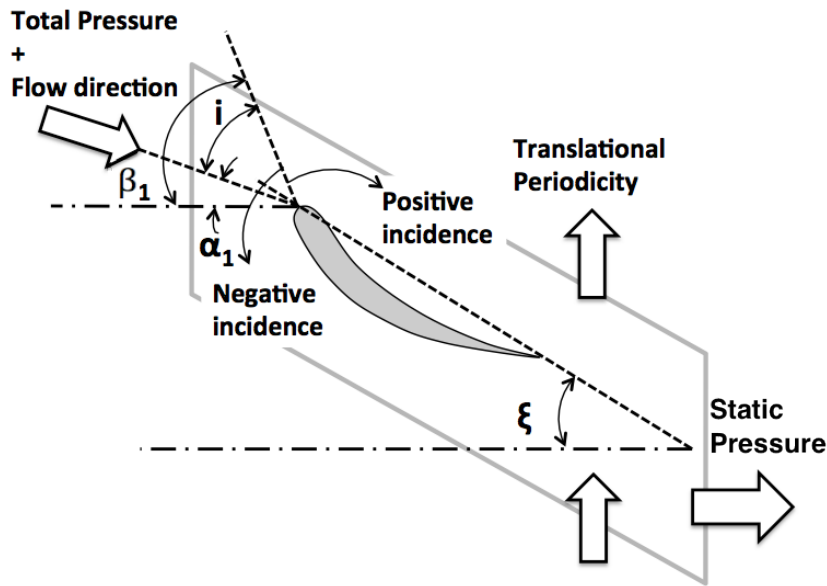 Total Pressure
+
Flow direction
i
β₁
α₁
Translational
Periodicity
Positive
incidence
Negative
incidence
ξ
Static
Pressure